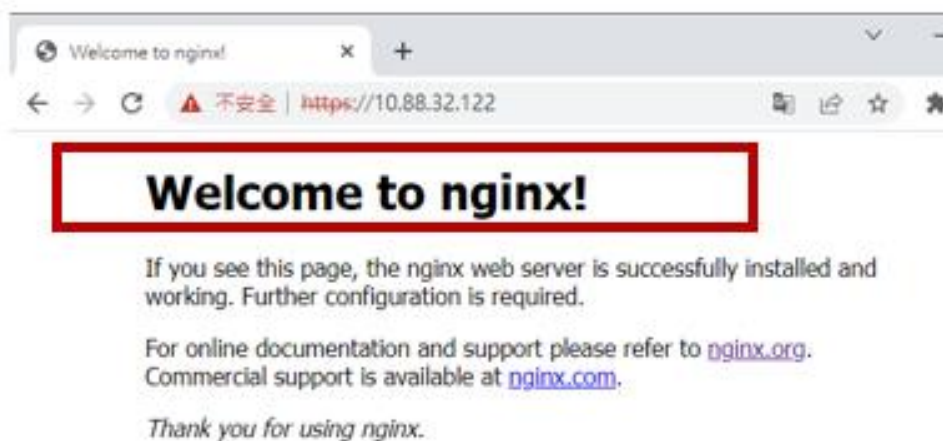 Welcome to nginx!
不安全 | https://10.88.32.122
Welcome to nginx!
If you see this page, the nginx web server is successfully installed and
working. Further configuration is required.
For online documentation and support please refer to nginx.org.
Commercial support is available at nginx.com.
Thank you for using nginx.